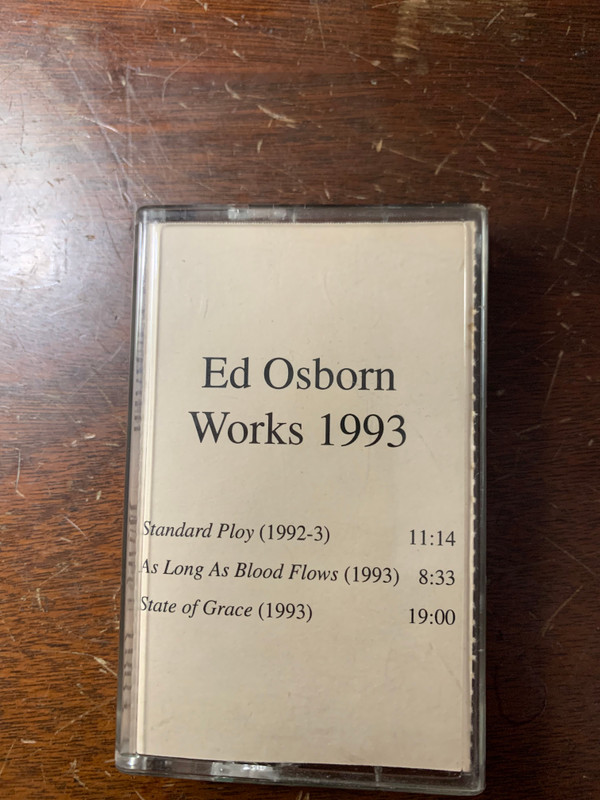 Ed Osborn
Works 1993
Standard Ploy (1992-3) 11:14
As Long As Blood Flows (1993) 8:33
State of Grace (1993) 19:00